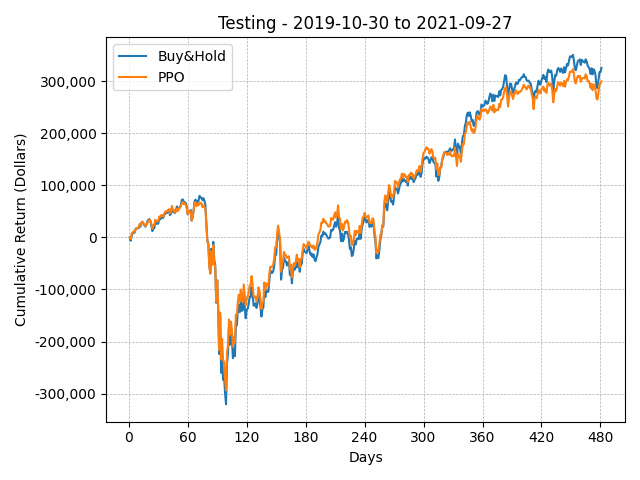 Testing - 2019-10-30 to 2021-09-27
Buy&Hold
PPO
Cumulative Return (Dollars)
300,000
200,000
100,000
0
-100,000
-200,000
-300,000
0 60 120 180 240 300 360 420 480
Days